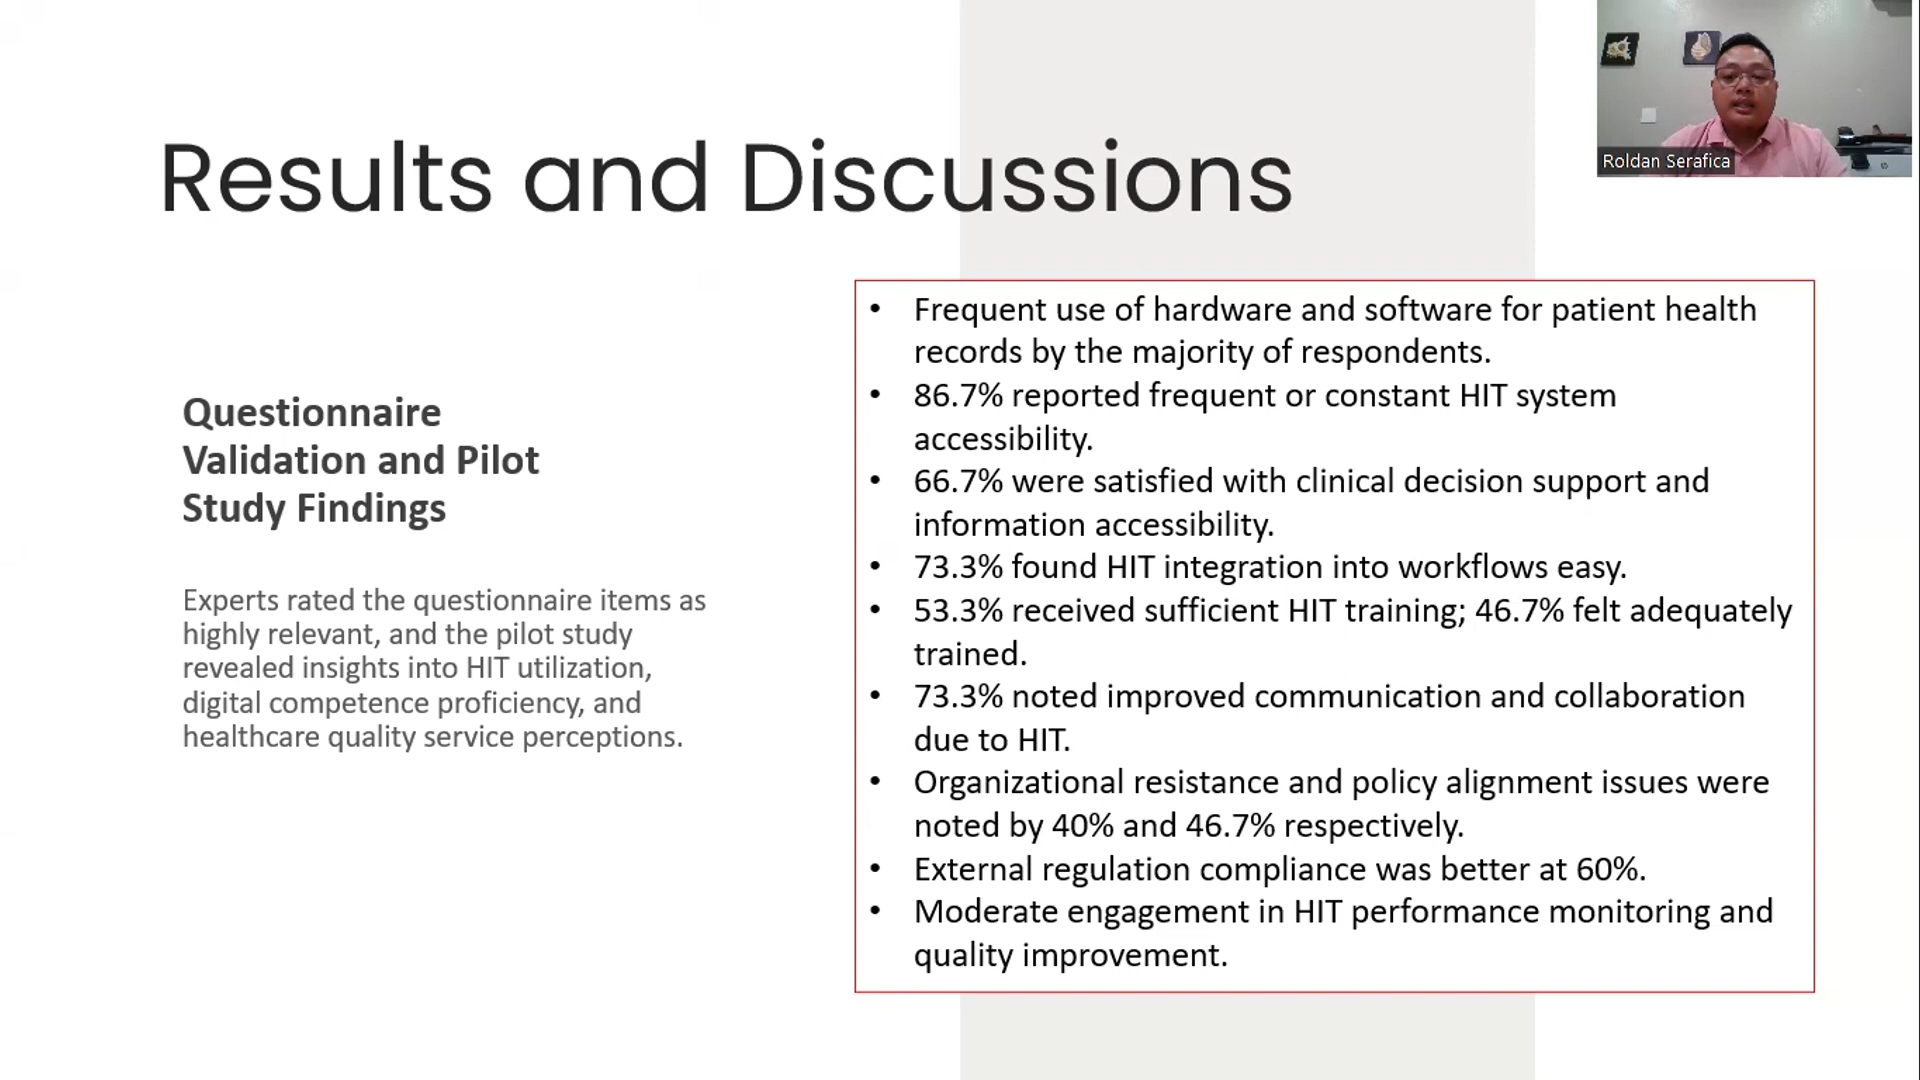 Roldan Serafica
Results and Discussions
Questionnaire
Validation and Pilot
Study Findings
Experts rated the questionnaire items as
highly relevant, and the pilot study
revealed insights into HIT utilization,
digital competence proficiency, and
healthcare quality service perceptions.
• Frequent use of hardware and software for patient health
records by the majority of respondents.
• 86.7% reported frequent or constant HIT system
accessibility.
• 66.7% were satisfied with clinical decision support and
information accessibility.
• 73.3% found HIT integration into workflows easy.
• 53.3% received sufficient HIT training; 46.7% felt adequately
trained.
• 73.3% noted improved communication and collaboration
due to HIT.
• Organizational resistance and policy alignment issues were
noted by 40% and 46.7% respectively.
• External regulation compliance was better at 60%.
• Moderate engagement in HIT performance monitoring and
quality improvement.